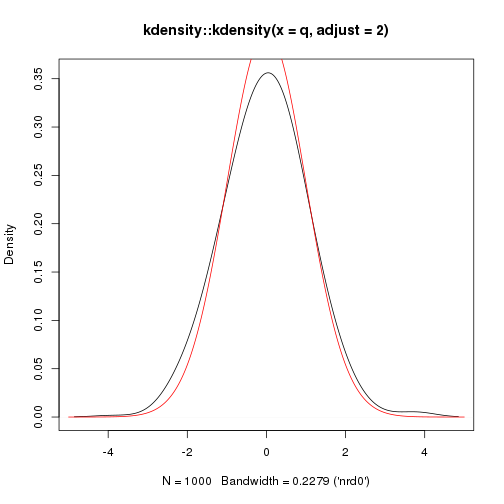 kdensity::kdensity(x = q, adjust = 2)
Density
0.35
0.30
0.25
0.20
0.15
0.10
0.05
0.00
-4 -2 0 2 4
N = 1000 Bandwidth = 0.2279 ('nrd0')